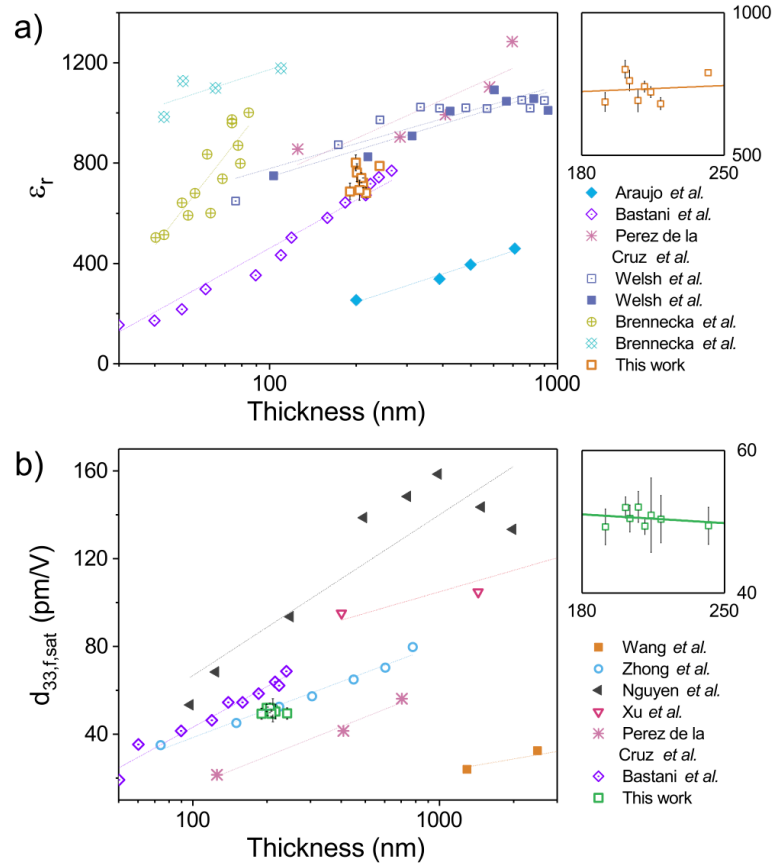 a)
1200
800
400
0
εr
100
1000
Thickness (nm)
1000
500
180
250
Araujo et al.
Bastani et al.
Perez de la
Cruz et al.
Welsh et al.
Welsh et al.
Brennecka et al.
Brennecka et al.
This work
b)
160
120
80
40
d33,f,sat (pm/V)
100
1000
Thickness (nm)
60
40
180
250
Wang et al.
Zhong et al.
Nguyen et al.
Xu et al.
Perez de la
Cruz et al.
Bastani et al.
This work